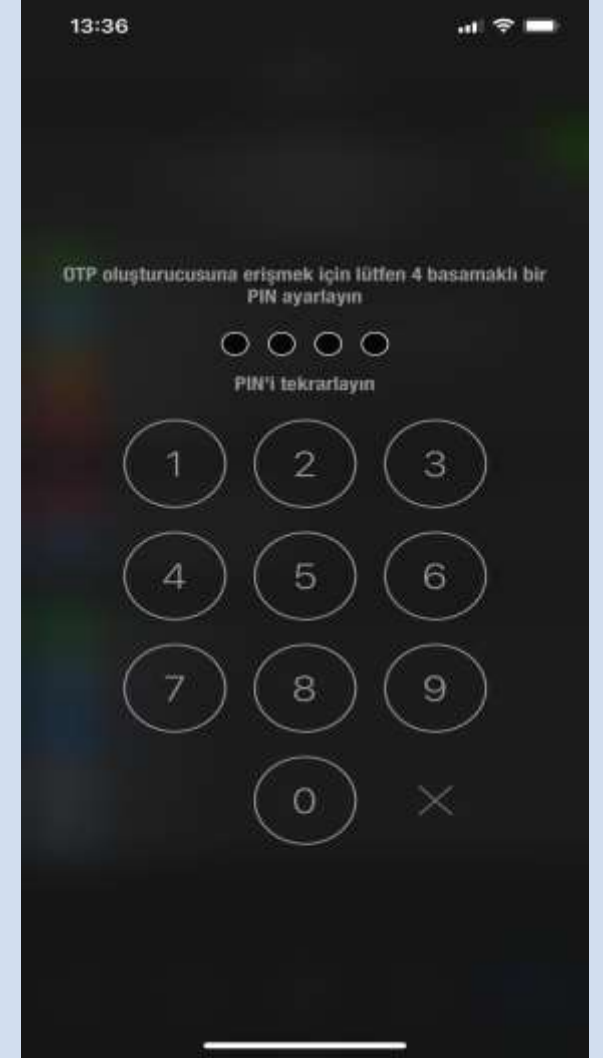 13:36
OTP oluşturucusuna erişmek için lütfen 4 basamaklı bir
PIN ayarlayın
PIN'i tekrarlayın
1 2 3
4 5 6
7 8 9
0